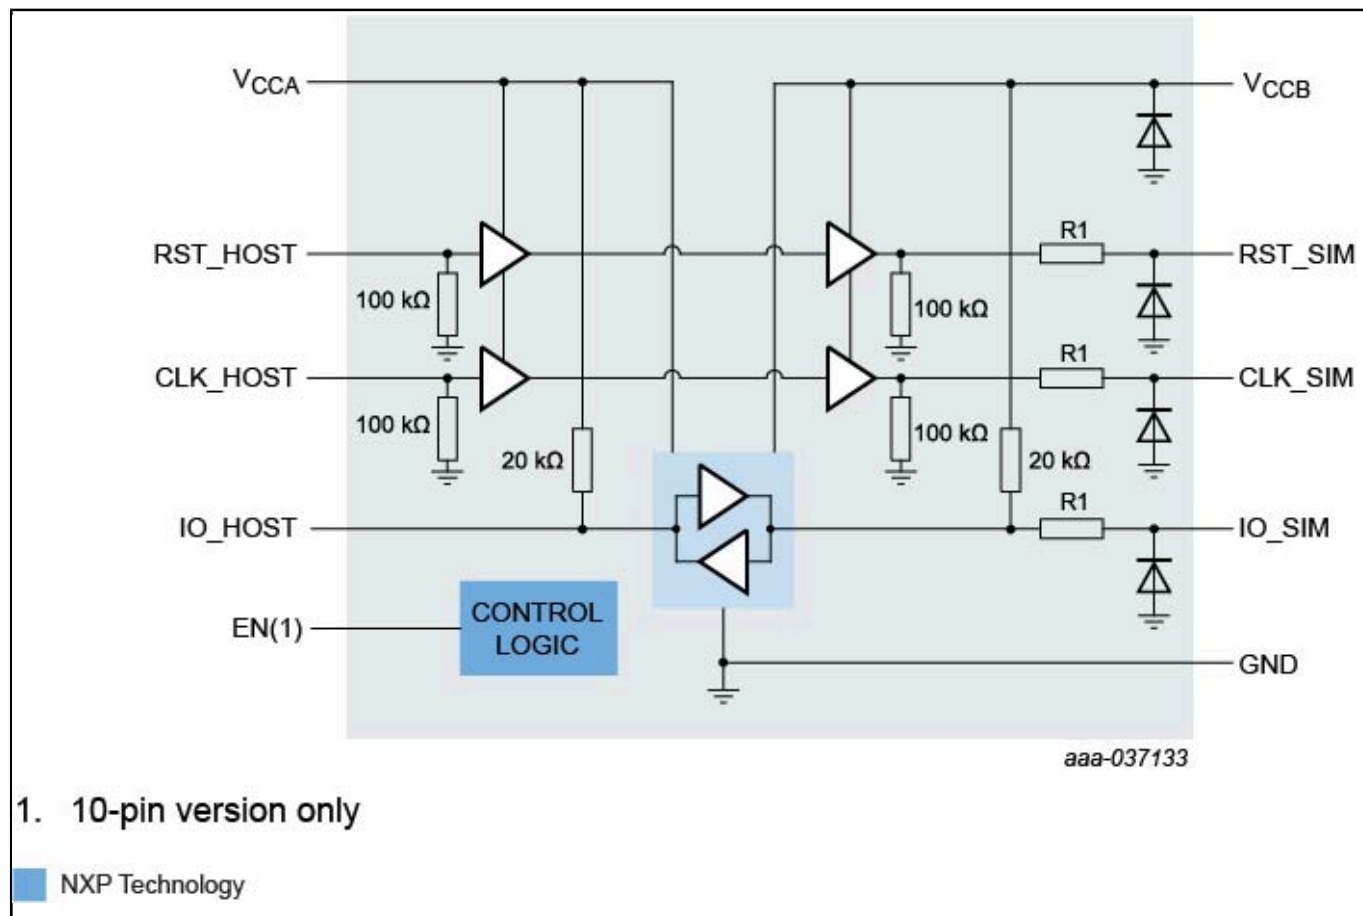 VCCA
VCCB
R1
RST_HOST
RST_SIM
100 kΩ
100 kΩ
R1
CLK_HOST
CLK_SIM
100 kΩ
100 kΩ
20 kΩ
20 kΩ
R1
IO_HOST
IO_SIM
CONTROL
LOGIC
EN(1)
GND
aaa-037133
1. 10-pin version only
NXP Technology